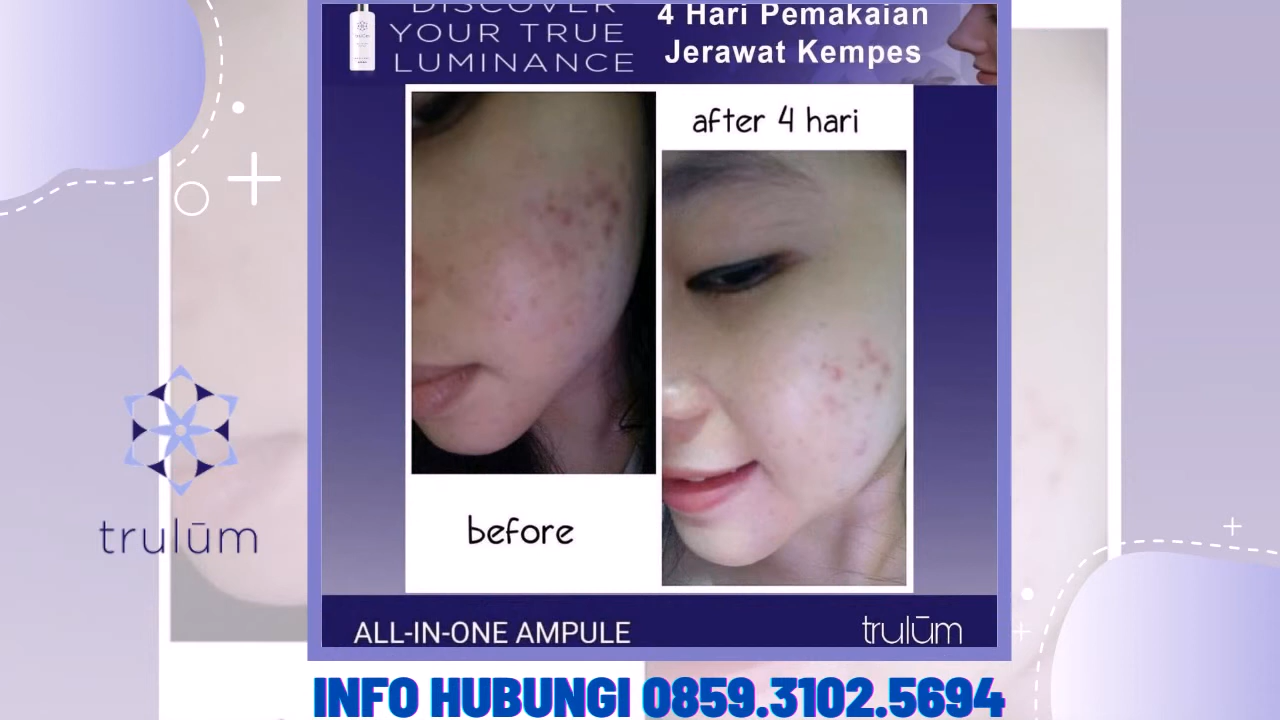 DISCOVER
YOUR TRUE
LUMINANCE
4 Hari Pemakaian
Jerawat Kempes
after 4 hari
before
trulūm
ALL-IN-ONE AMPULE
trulūm
INFO HUBUNGI 0859.3102.5694